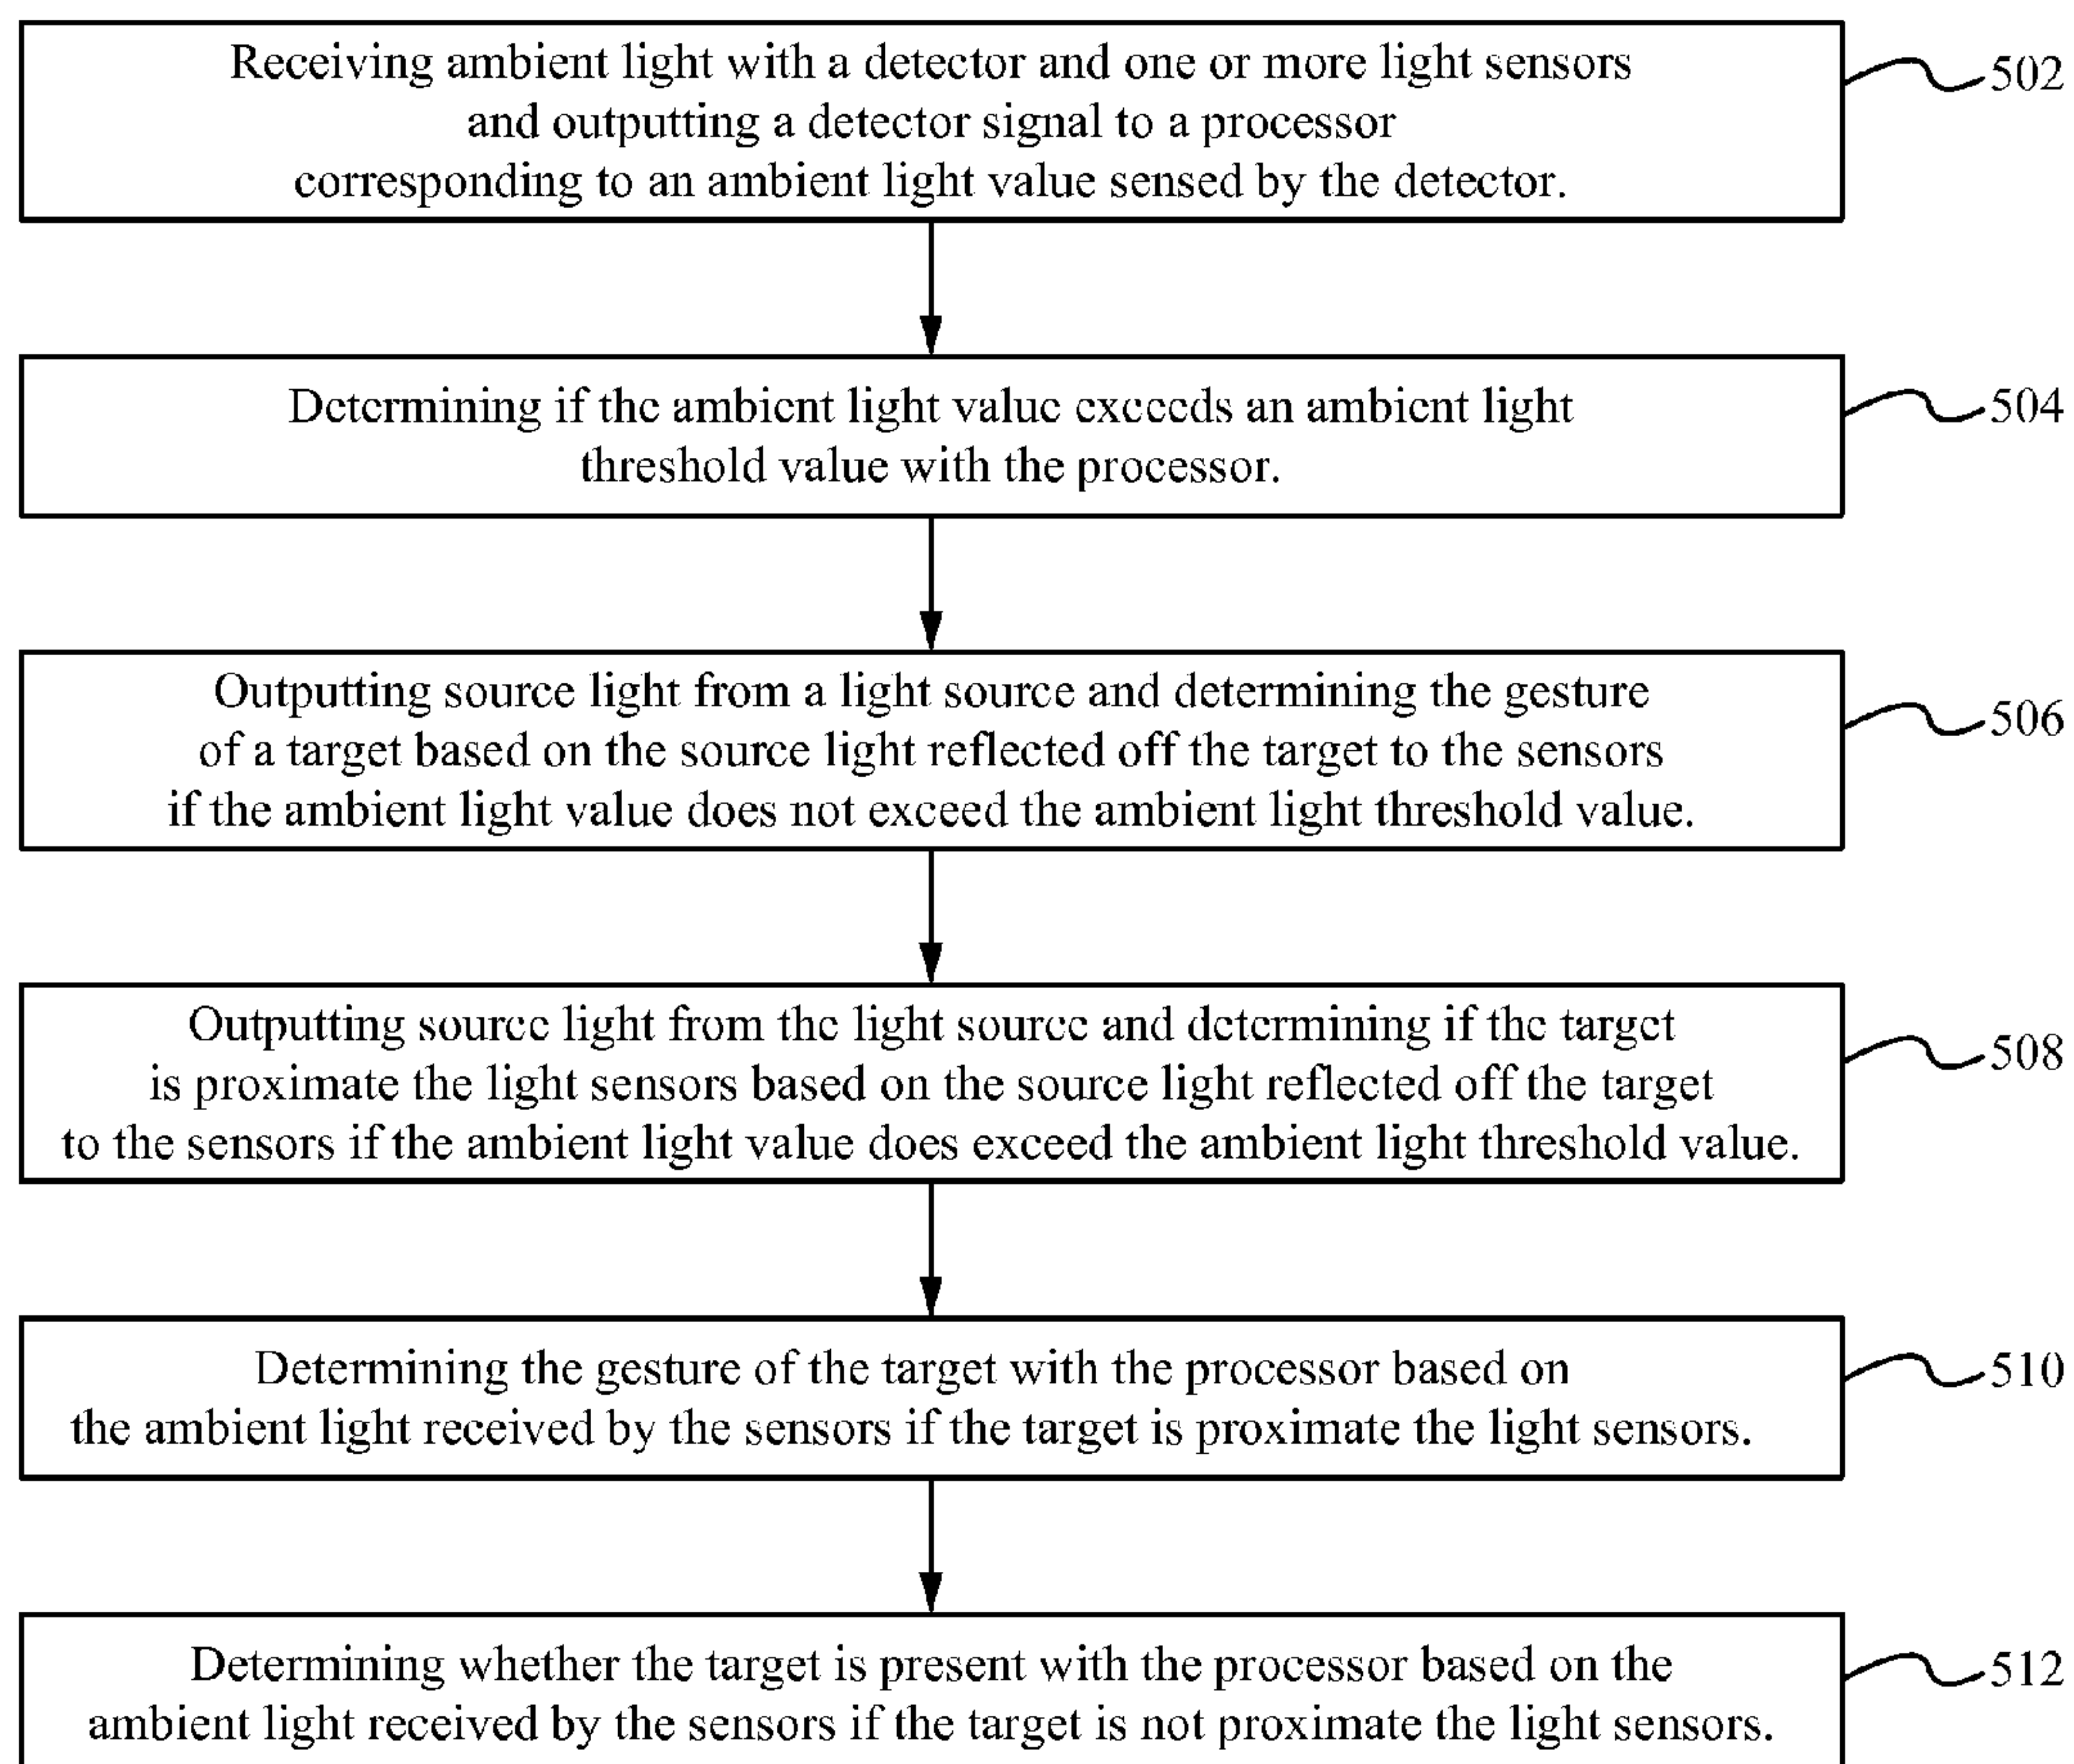 Receiving ambient light with a detector and one or more light sensors
and outputting a detector signal to a processor
corresponding to an ambient light value sensed by the detector.
502
Determining if the ambient light value exceeds an ambient light
threshold value with the processor.
504
Outputting source light from a light source and determining the gesture
of a target based on the source light reflected off the target to the sensors
if the ambient light value does not exceed the ambient light threshold value.
506
Outputting source light from the light source and determining if the target
is proximate the light sensors based on the source light reflected off the target
to the sensors if the ambient light value does exceed the ambient light threshold value.
508
Determining the gesture of the target with the processor based on
the ambient light received by the sensors if the target is proximate the light sensors.
510
Determining whether the target is present with the processor based on the
ambient light received by the sensors if the target is not proximate the light sensors.
512